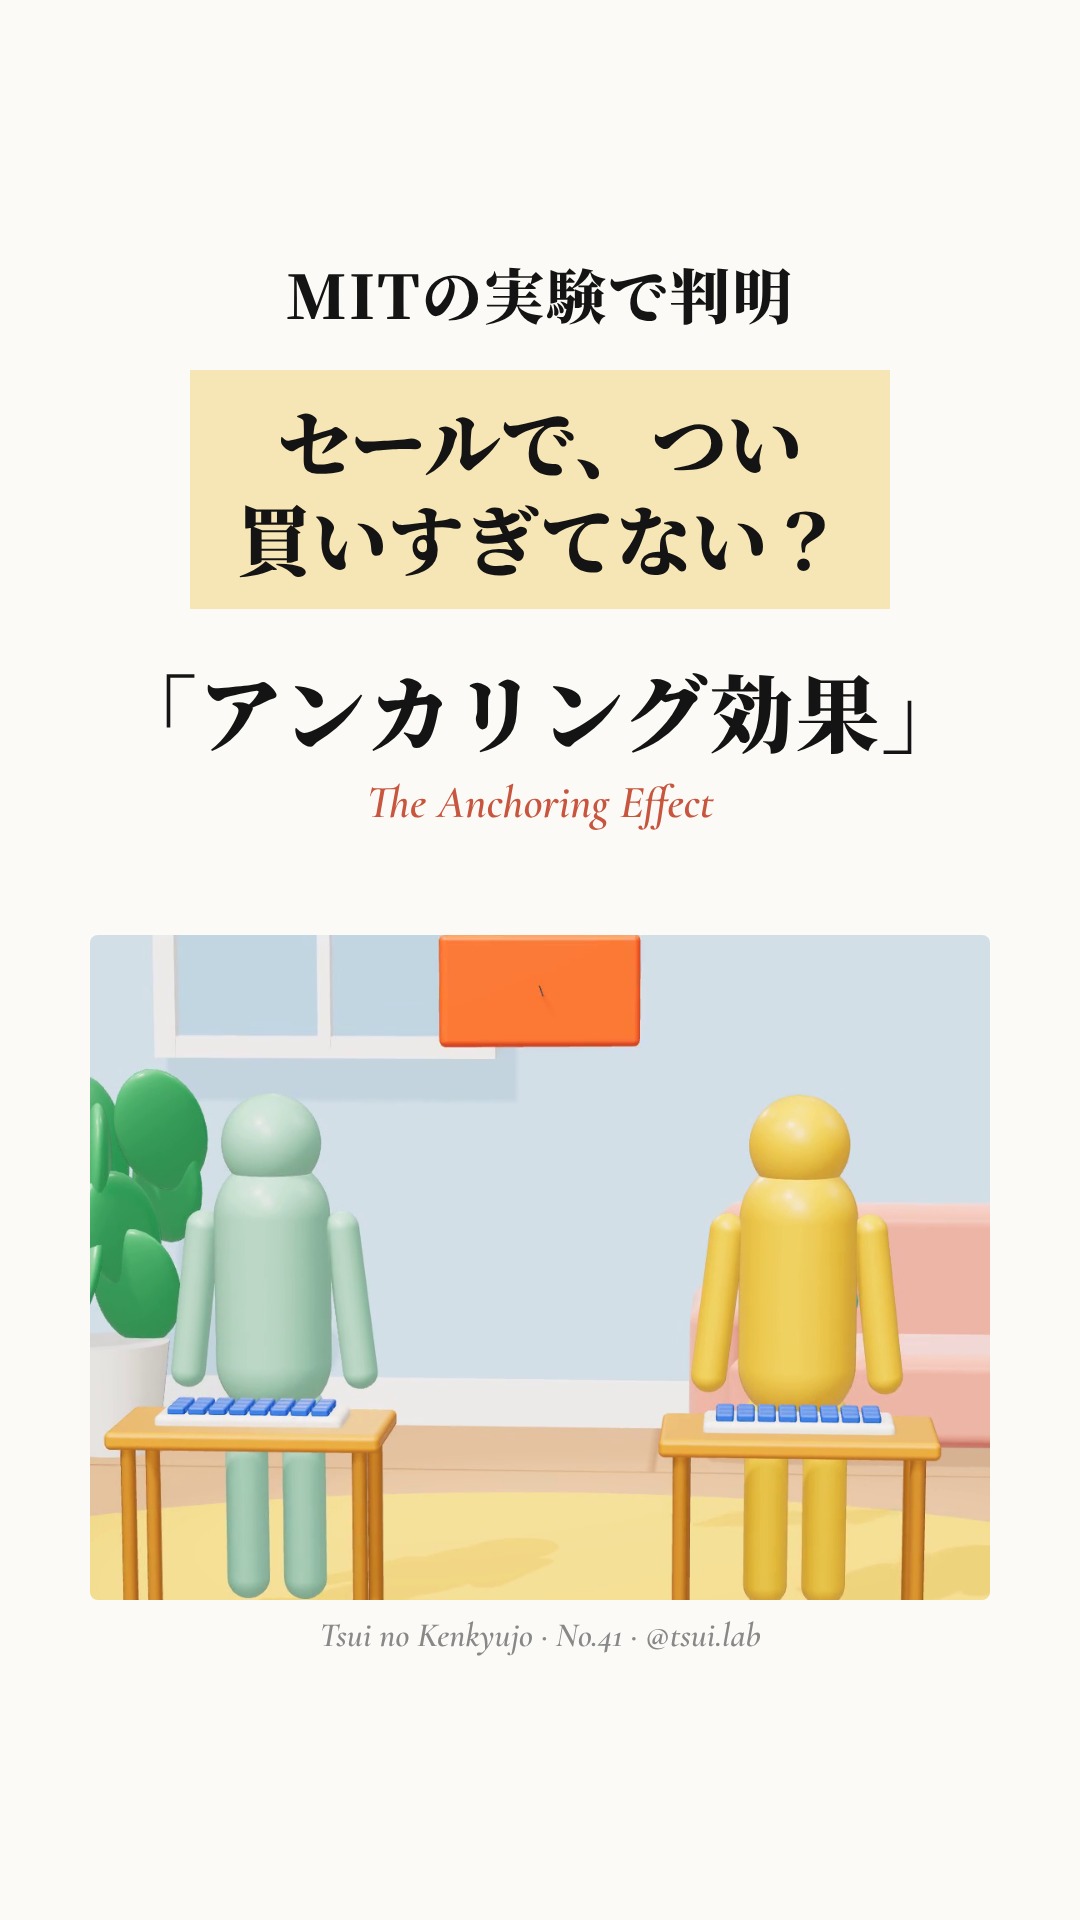 MITの実験で判明
セールで、つい
買いすぎてない？
「アンカリング効果」
The Anchoring Effect
Tsui no Kenkyujo · No.41 · @tsui.lab